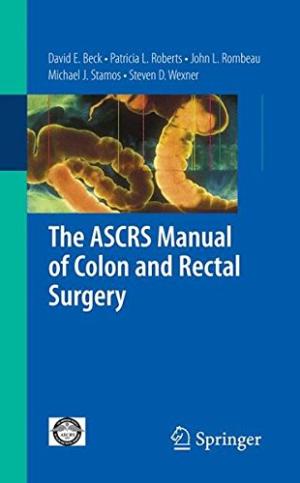 David E. Beck • Patricia L. Roberts • John L. Rombeau
Michael J. Stamos • Steven D. Wexner
The ASCRS Manual
of Colon and Rectal
Surgery
ASCRS
Springer